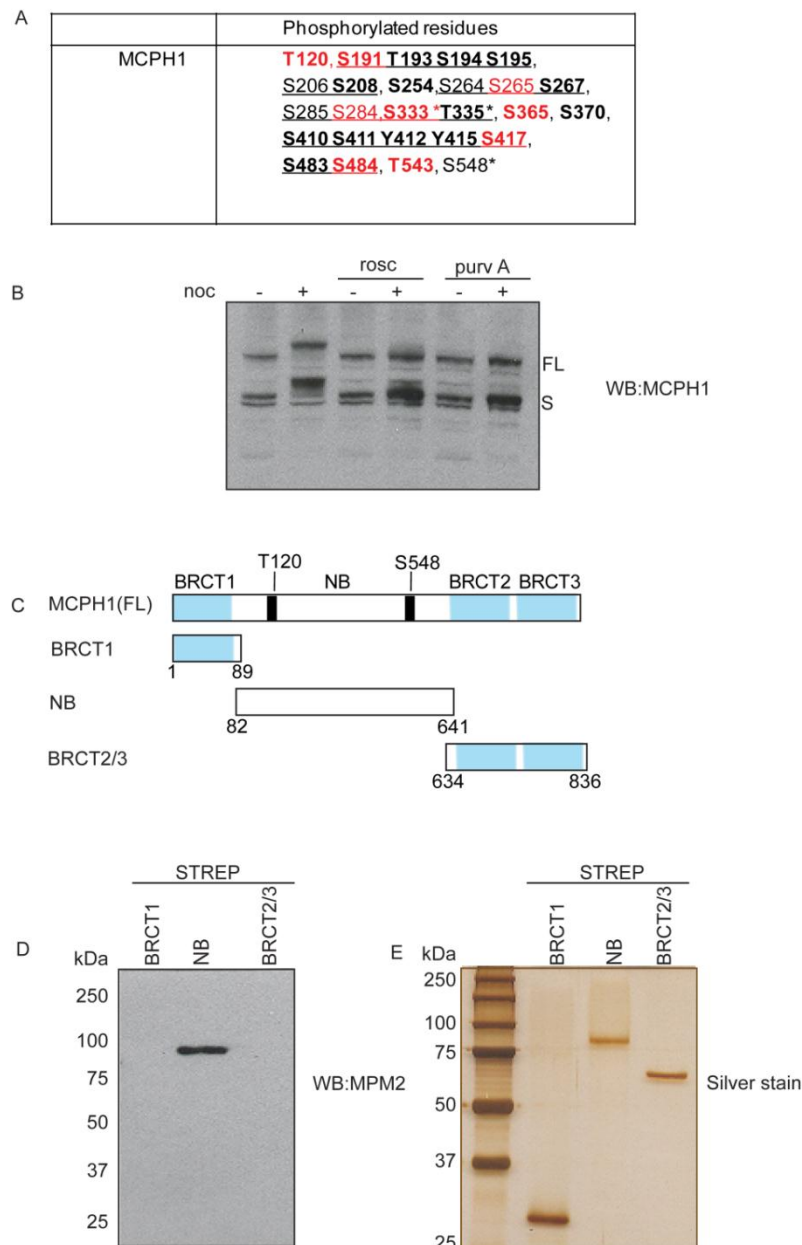 A
Phosphorylated residues
MCPH1
T120, S191 T193 S194 S195,
S206 S208, S254, S264 S265 S267,
S285 S284, S333 * T335*, S365, S370,
S410 S411 Y412 Y415 S417,
S483 S484, T543, S548*
B
rosc purv A
noc - + - + - +
FL
S
WB:MCPH1
C
T120 S548
BRCT1 NB BRCT2 BRCT3
MCPH1(FL)
BRCT1
1 89
NB
82 641
BRCT2/3
634 836
D
STREP
BRCT1 NB BRCT2/3
kDa
250
100
75
50
37
25
WB:MPM2
E
STREP
BRCT1 NB BRCT2/3
kDa
250
100
75
50
37
25
Silver stain